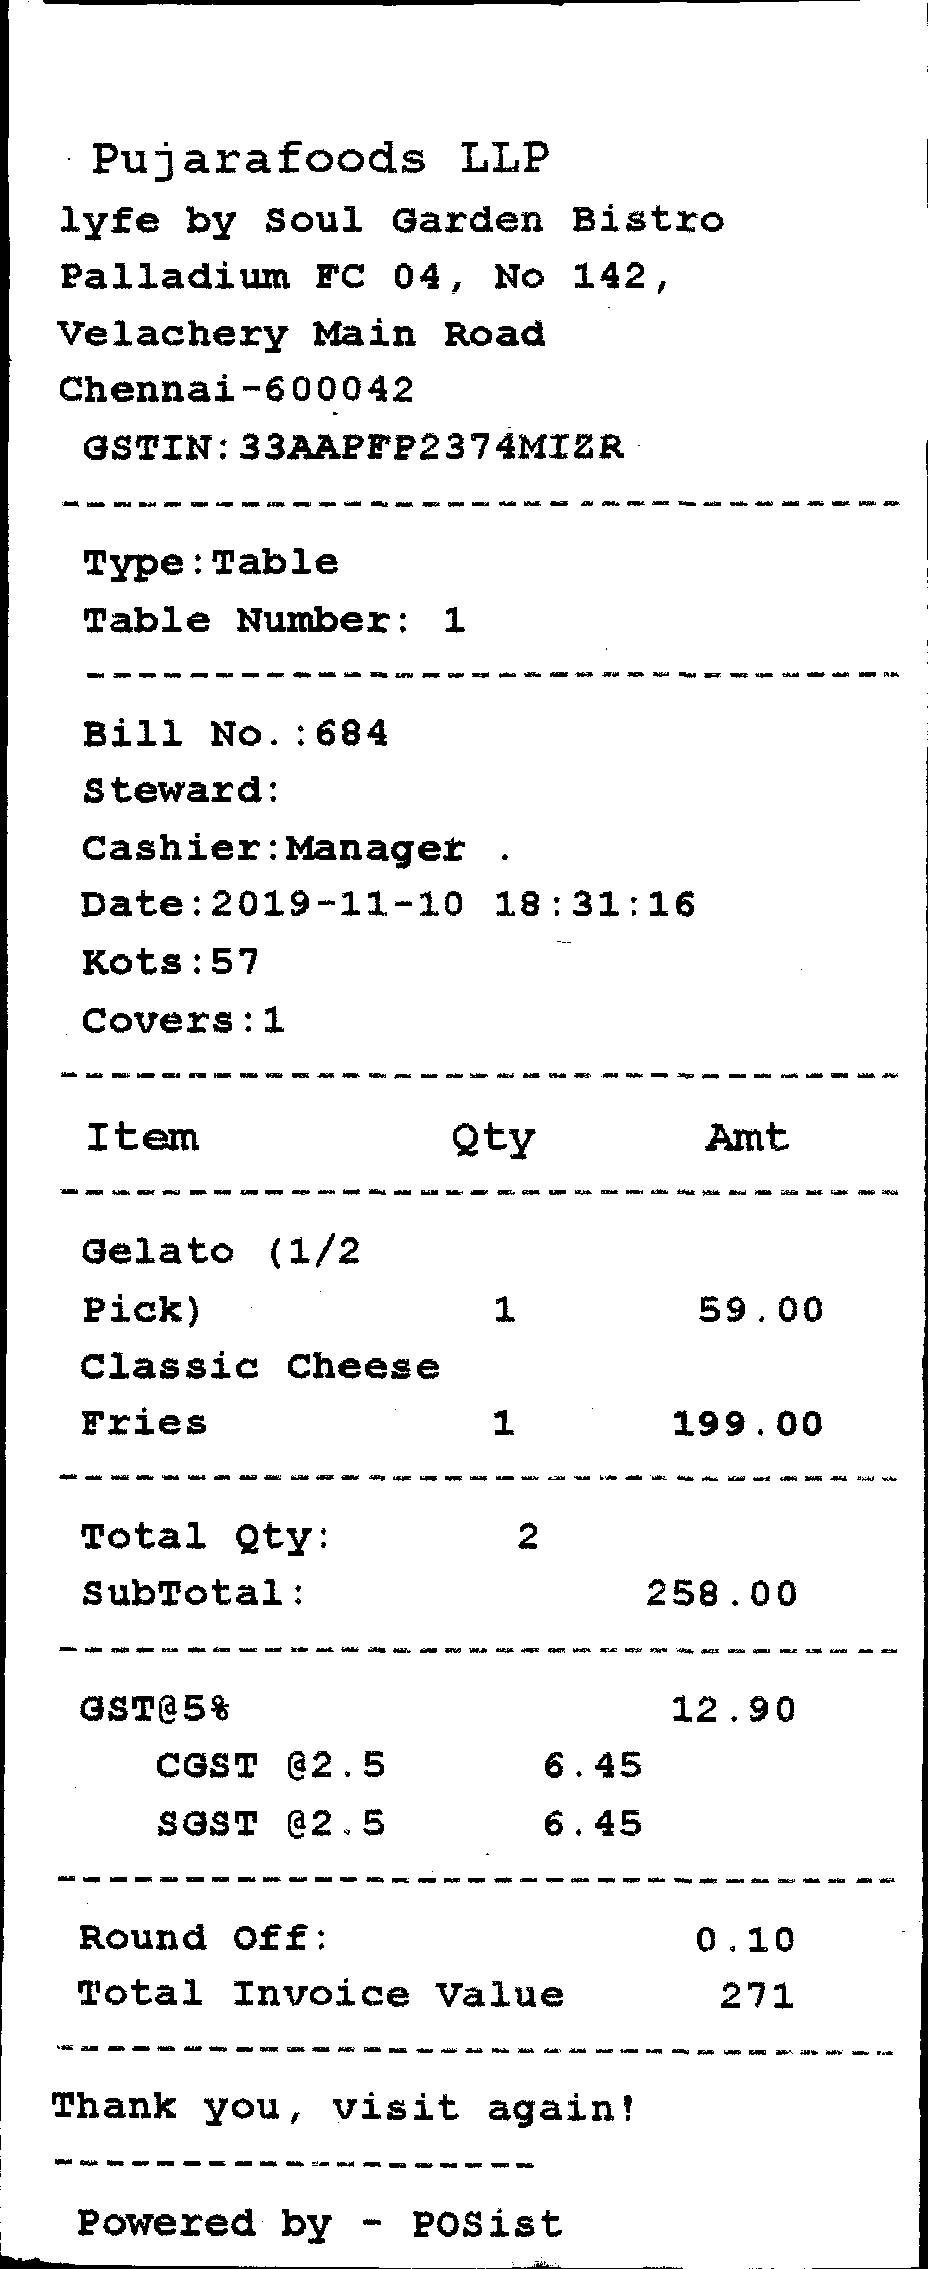 Pujarafoods LLP
lyfe by Soul Garden Bistro
Palladium FC 04, No 142,
Velachery Main Road
Chennai-600042
GSTIN:33AAPFP2374MIZR
Type:Table
Table Number: 1
Bill No.:684
Steward:
Cashier:Manager .
Date:2019-11-10 18:31:16
Kots:57
Covers:1
Item Qty Amt
Gelato (1/2
Pick) 1 59.00
Classic Cheese
Fries 1 199.00
Total Qty: 2
SubTotal: 258.00
GST@5% 12.90
CGST @2.5 6.45
SGST @2.5 6.45
Round Off: 0.10
Total Invoice Value 271
Thank you, visit again!
Powered by - POSist